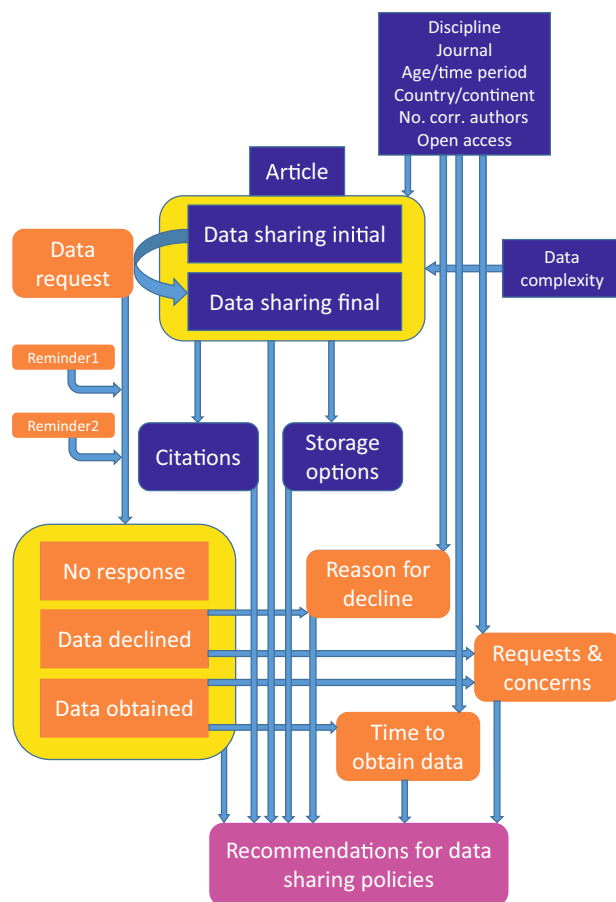 Discipline
Journal
Age/time period
Country/continent
No. corr. authors
Open access
Article
Data sharing initial
Data
request
Data sharing final
Data
complexity
Reminder1
Reminder2
Citations
Storage
options
No response
Reason for
decline
Data declined
Requests &
concerns
Data obtained
Time to
obtain data
Recommendations for data
sharing policies